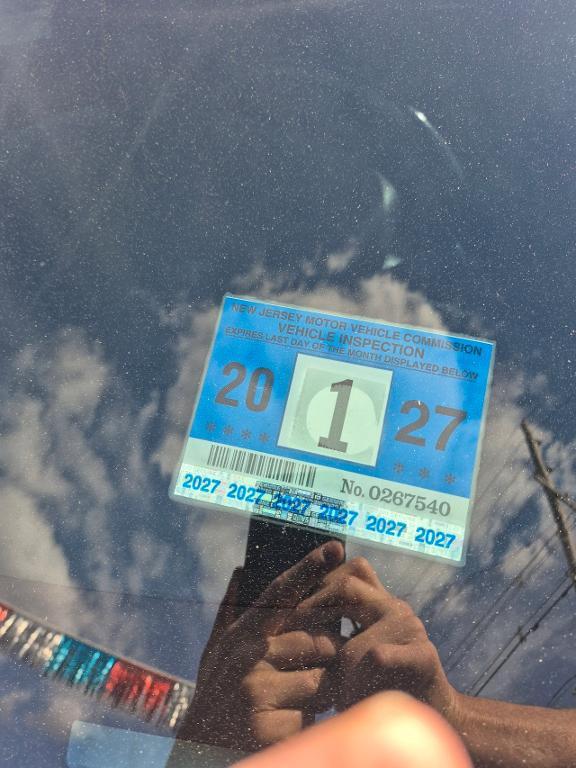 NEW JERSEY MOTOR VEHICLE COMMISSION
VEHICLE INSPECTION
EXPIRES LAST DAY OF THE MONTH DISPLAYED BELOW
20 1 27
* * * * * * *
No. 0267540
2027 2027 2027 2027 2027 2027